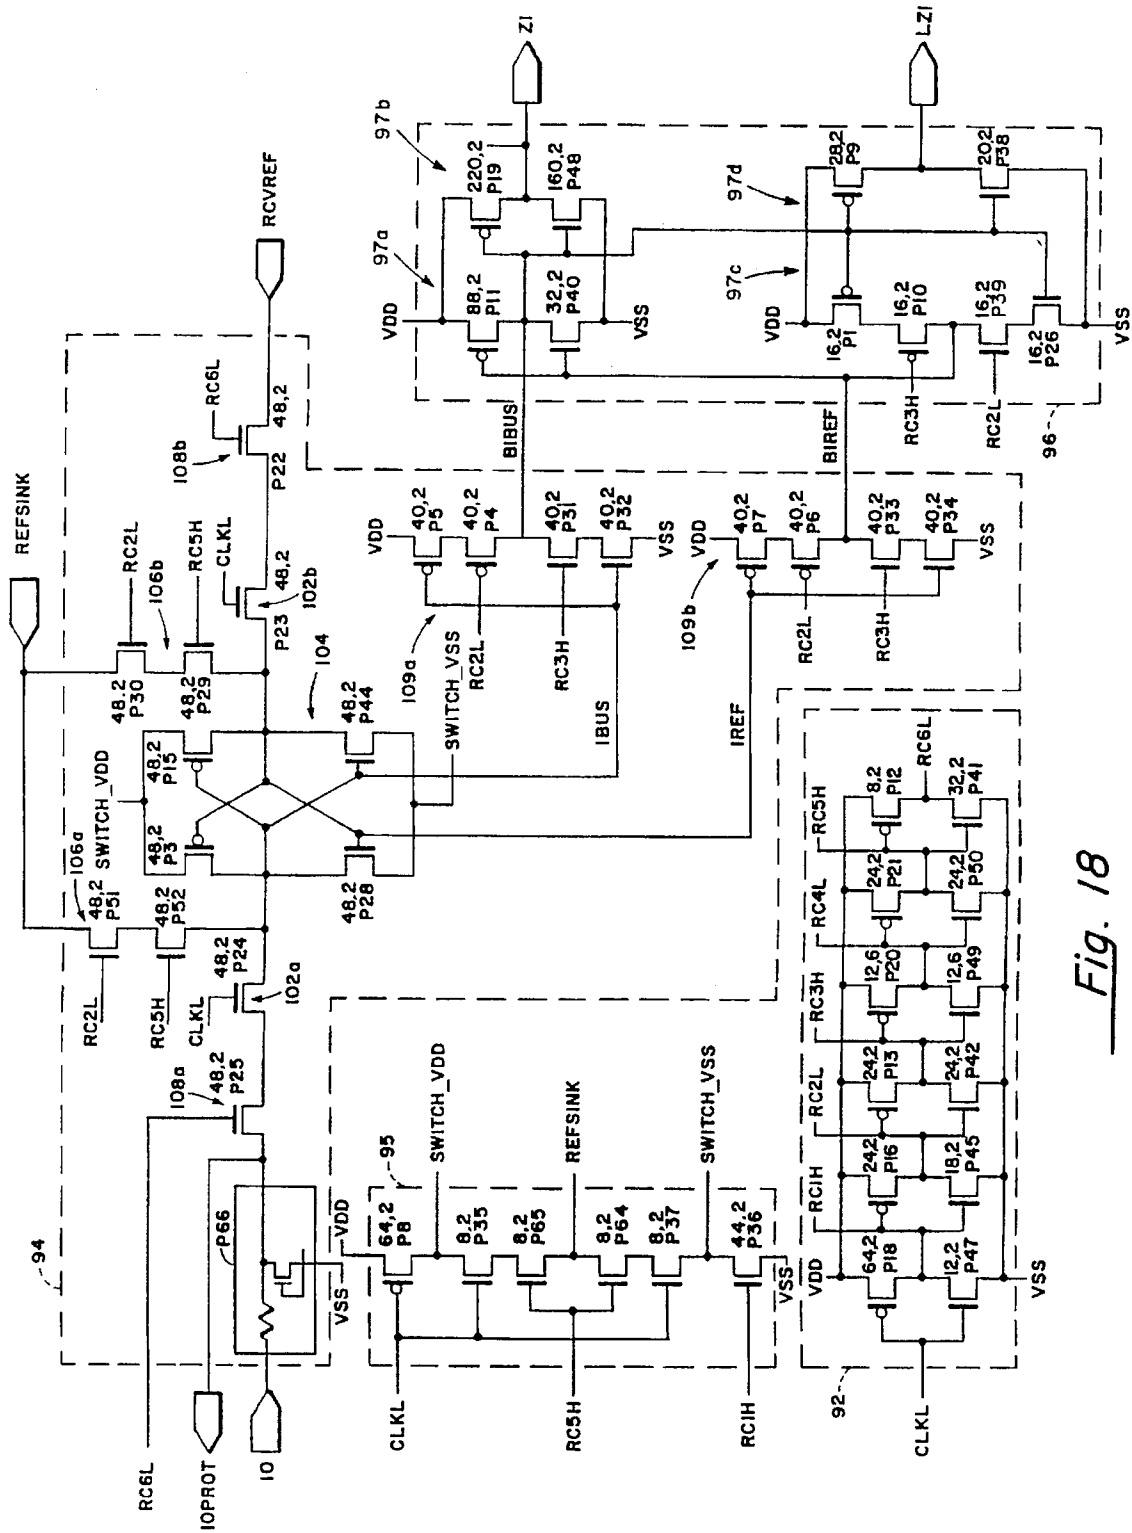 REFSINK
RCVREF
RC6L
108b
48,2
P22
CLKL
48,2
102b
P23
RC2L
106b
RC5H
48,2
P30
48,2
P29
104
SWITCH_VDD
48,2
P15
48,2
P3
48,2
P44
48,2
P28
SWITCH_VSS
106a
48,2
P51
48,2
P52
RC2L
RC5H
CLKL
48,2
P24
102a
108a
48,2
P25
P66
94
RC6L
IOPROT
IO
VSS
IBUS
IREF
109a
VDD
40,2
P5
40,2
P4
40,2
P31
40,2
P32
VSS
RC2L
RC3H
BIBUS
109b
VDD
40,2
P7
40,2
P6
40,2
P33
40,2
P34
VSS
RC2L
RC3H
BIREF
97a
97b
VDD
88,2
P11
32,2
P40
VSS
220,2
P19
160,2
P48
ZI
97c
97d
VDD
16,2
P1
16,2
P10
16,2
P39
16,2
P26
VSS
28,2
P9
20,2
P38
RC3H
RC2L
LZI
96
95
VDD
64,2
P8
SWITCH_VDD
8,2
P35
8,2
P65
REFSINK
8,2
P64
8,2
P37
SWITCH_VSS
44,2
P36
VSS
CLKL
RC5H
RC1H
92
CLKL
VDD
64,2
P18
12,2
P47
VSS
RC1H
24,2
P16
18,2
P45
RC2L
24,2
P13
24,2
P42
RC3H
12,6
P20
12,6
P49
RC4L
24,2
P21
24,2
P50
RC5H
8,2
P12
32,2
P41
RC6L
Fig. 18